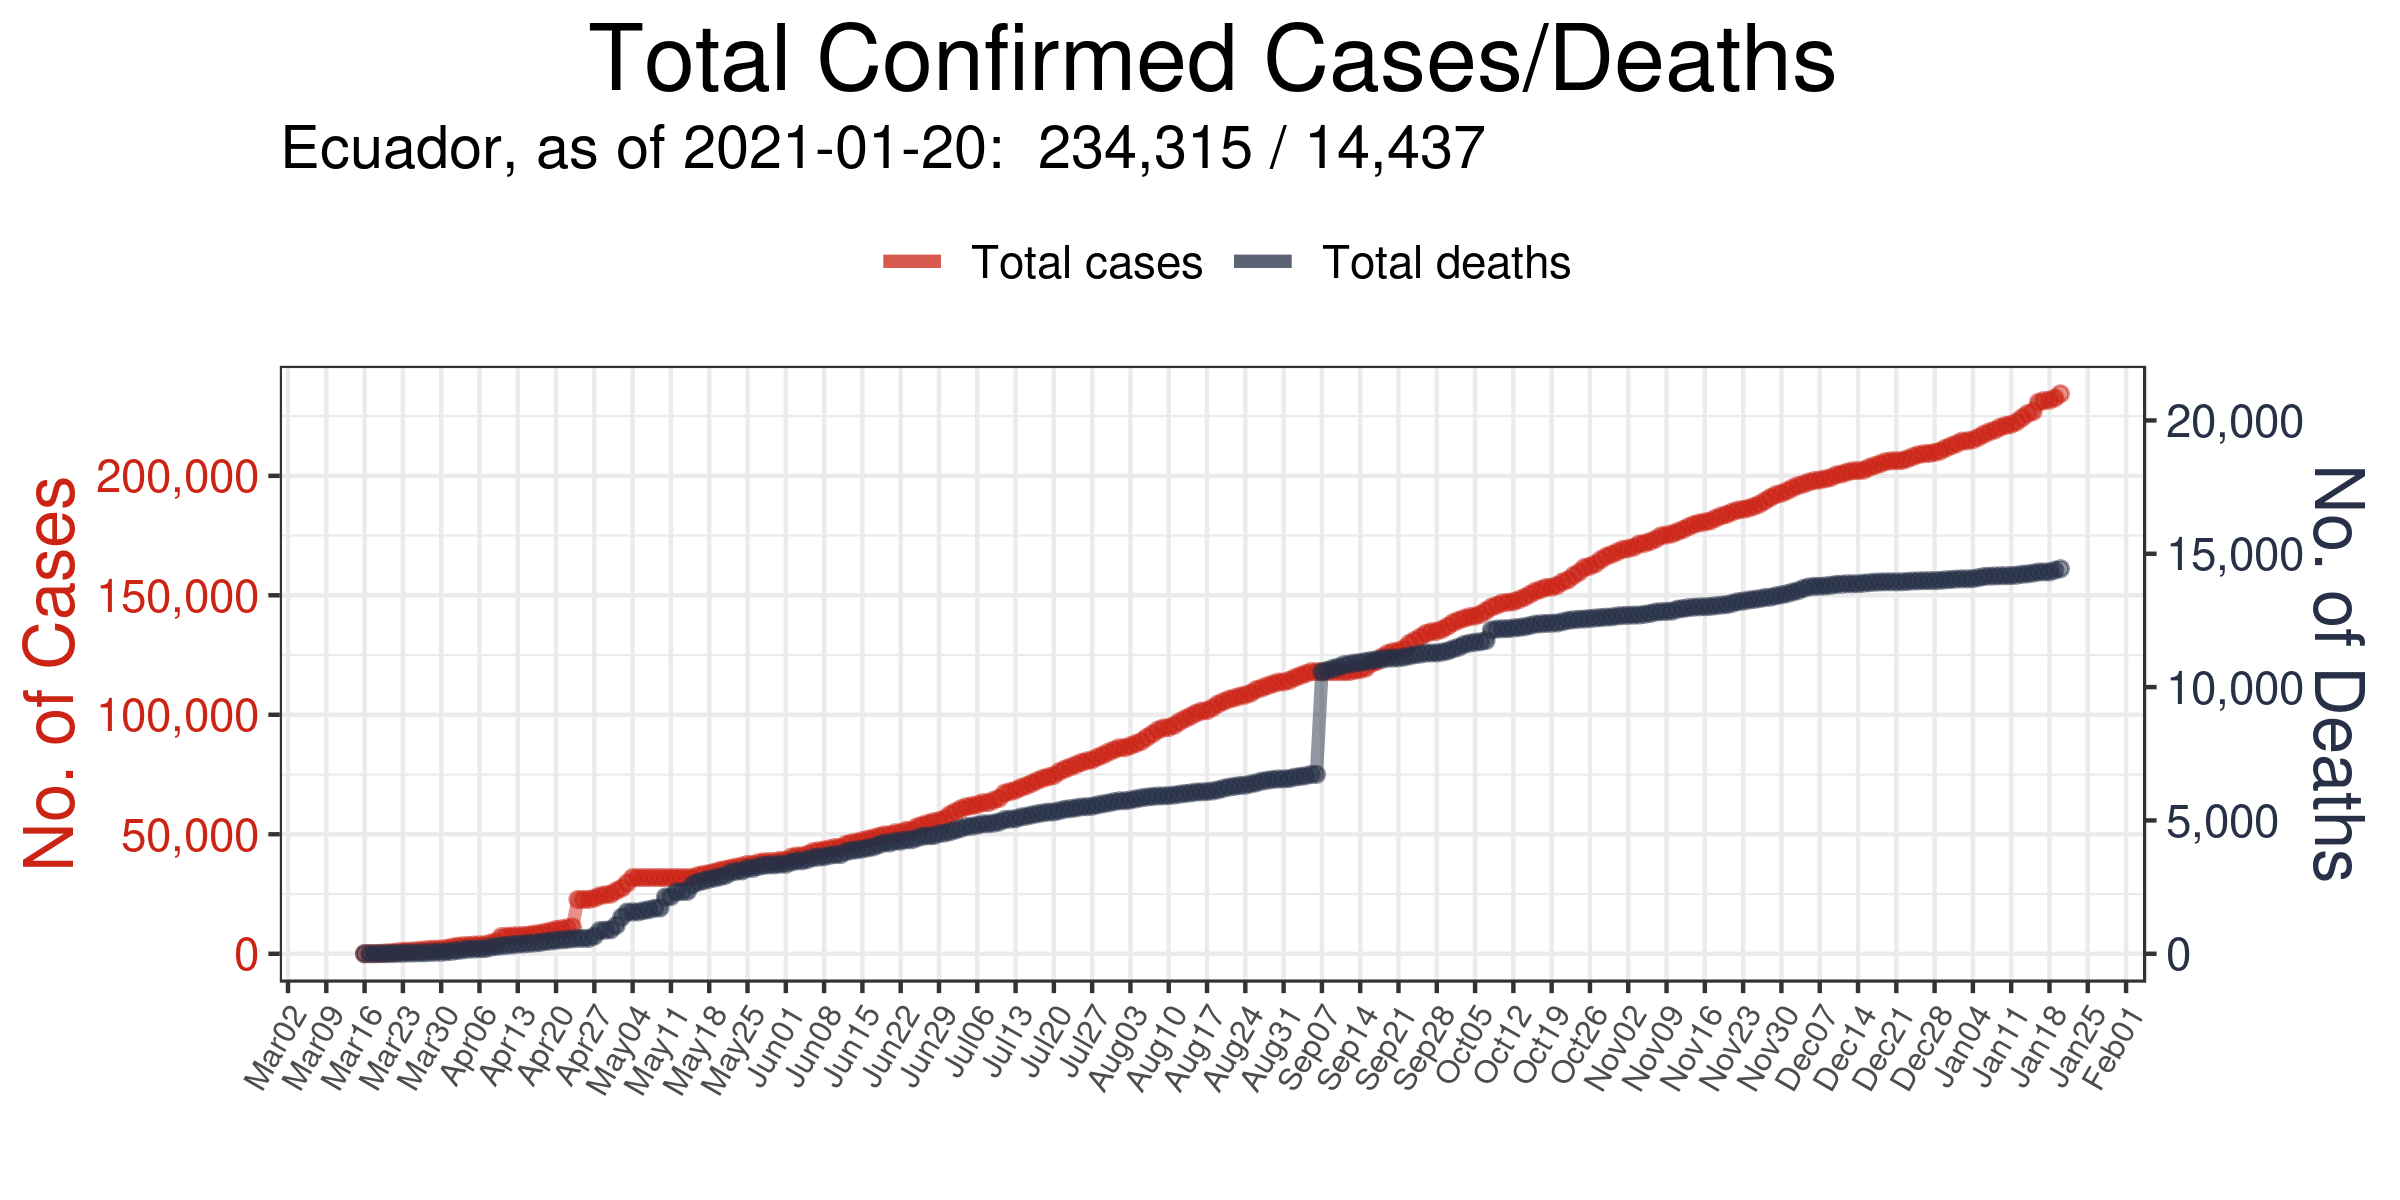 Total Confirmed Cases/Deaths
Ecuador, as of 2021-01-20:  234,315 / 14,437
Total cases
Total deaths
No. of Cases
200,000
150,000
100,000
50,000
0
20,000
15,000
10,000
5,000
0
No. of Deaths
Mar02
Mar09
Mar16
Mar23
Mar30
Apr06
Apr13
Apr20
Apr27
May04
May11
May18
May25
Jun01
Jun08
Jun15
Jun22
Jun29
Jul06
Jul13
Jul20
Jul27
Aug03
Aug10
Aug17
Aug24
Aug31
Sep07
Sep14
Sep21
Sep28
Oct05
Oct12
Oct19
Oct26
Nov02
Nov09
Nov16
Nov23
Nov30
Dec07
Dec14
Dec21
Dec28
Jan04
Jan11
Jan18
Jan25
Feb01